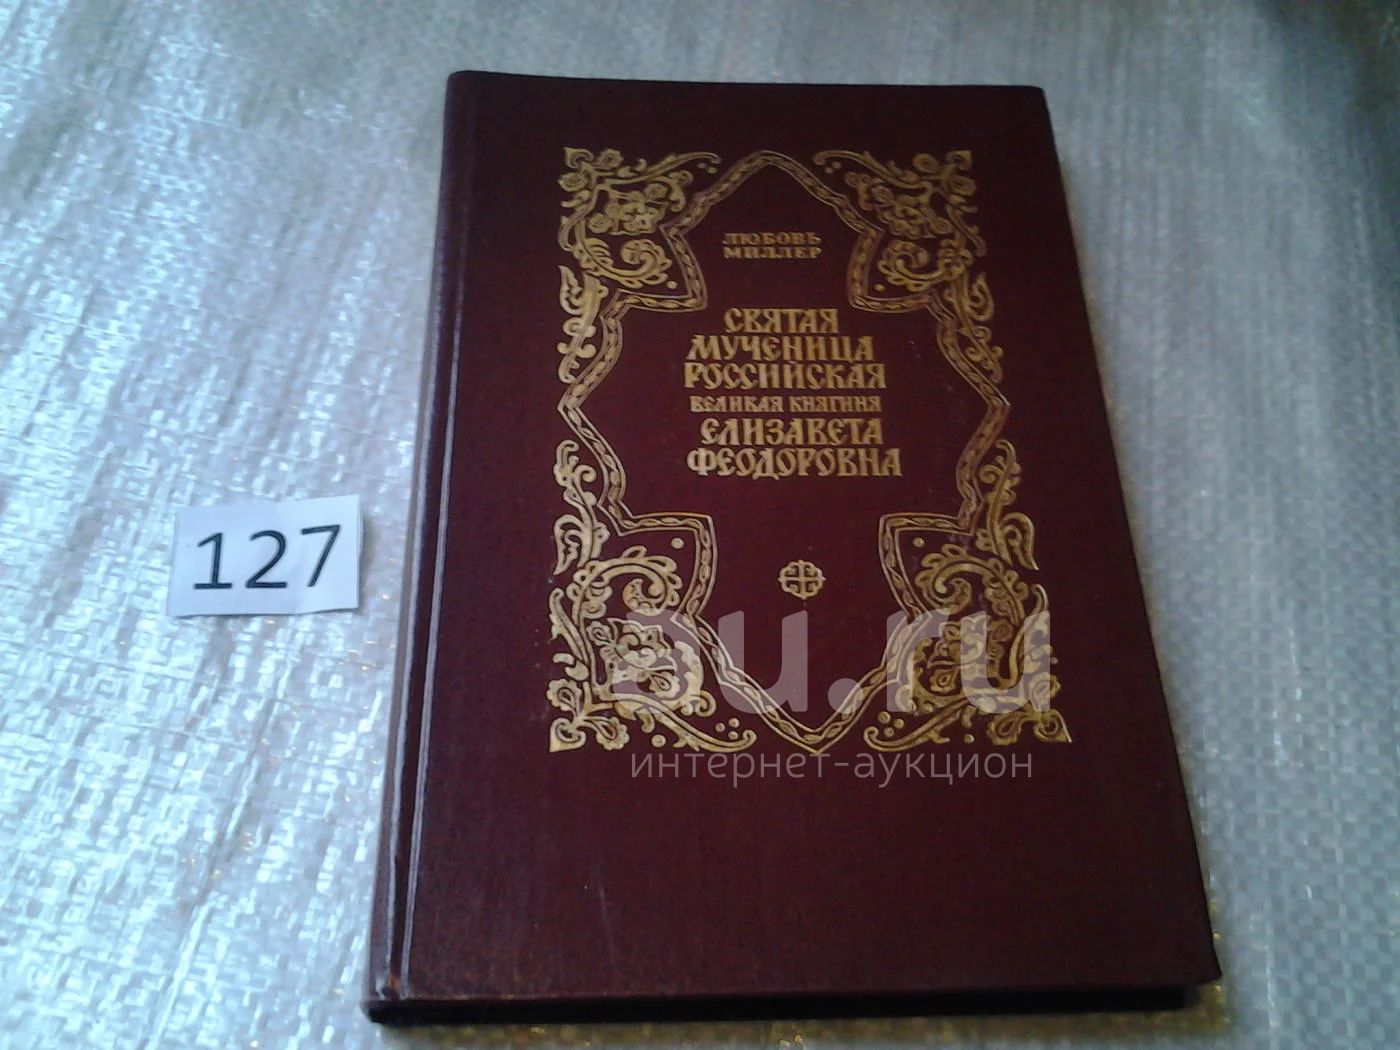 ЛЮБОВЬ
МИЛЛЕР
СВЯТАЯ
МУЧЕНИЦА
РОССИЙСКАЯ
ВЕЛИКАЯ КНЯГИНЯ
ЕЛИЗАВЕТА
ФЕОДОРОВНА
127
au.ru
интернет-аукцион